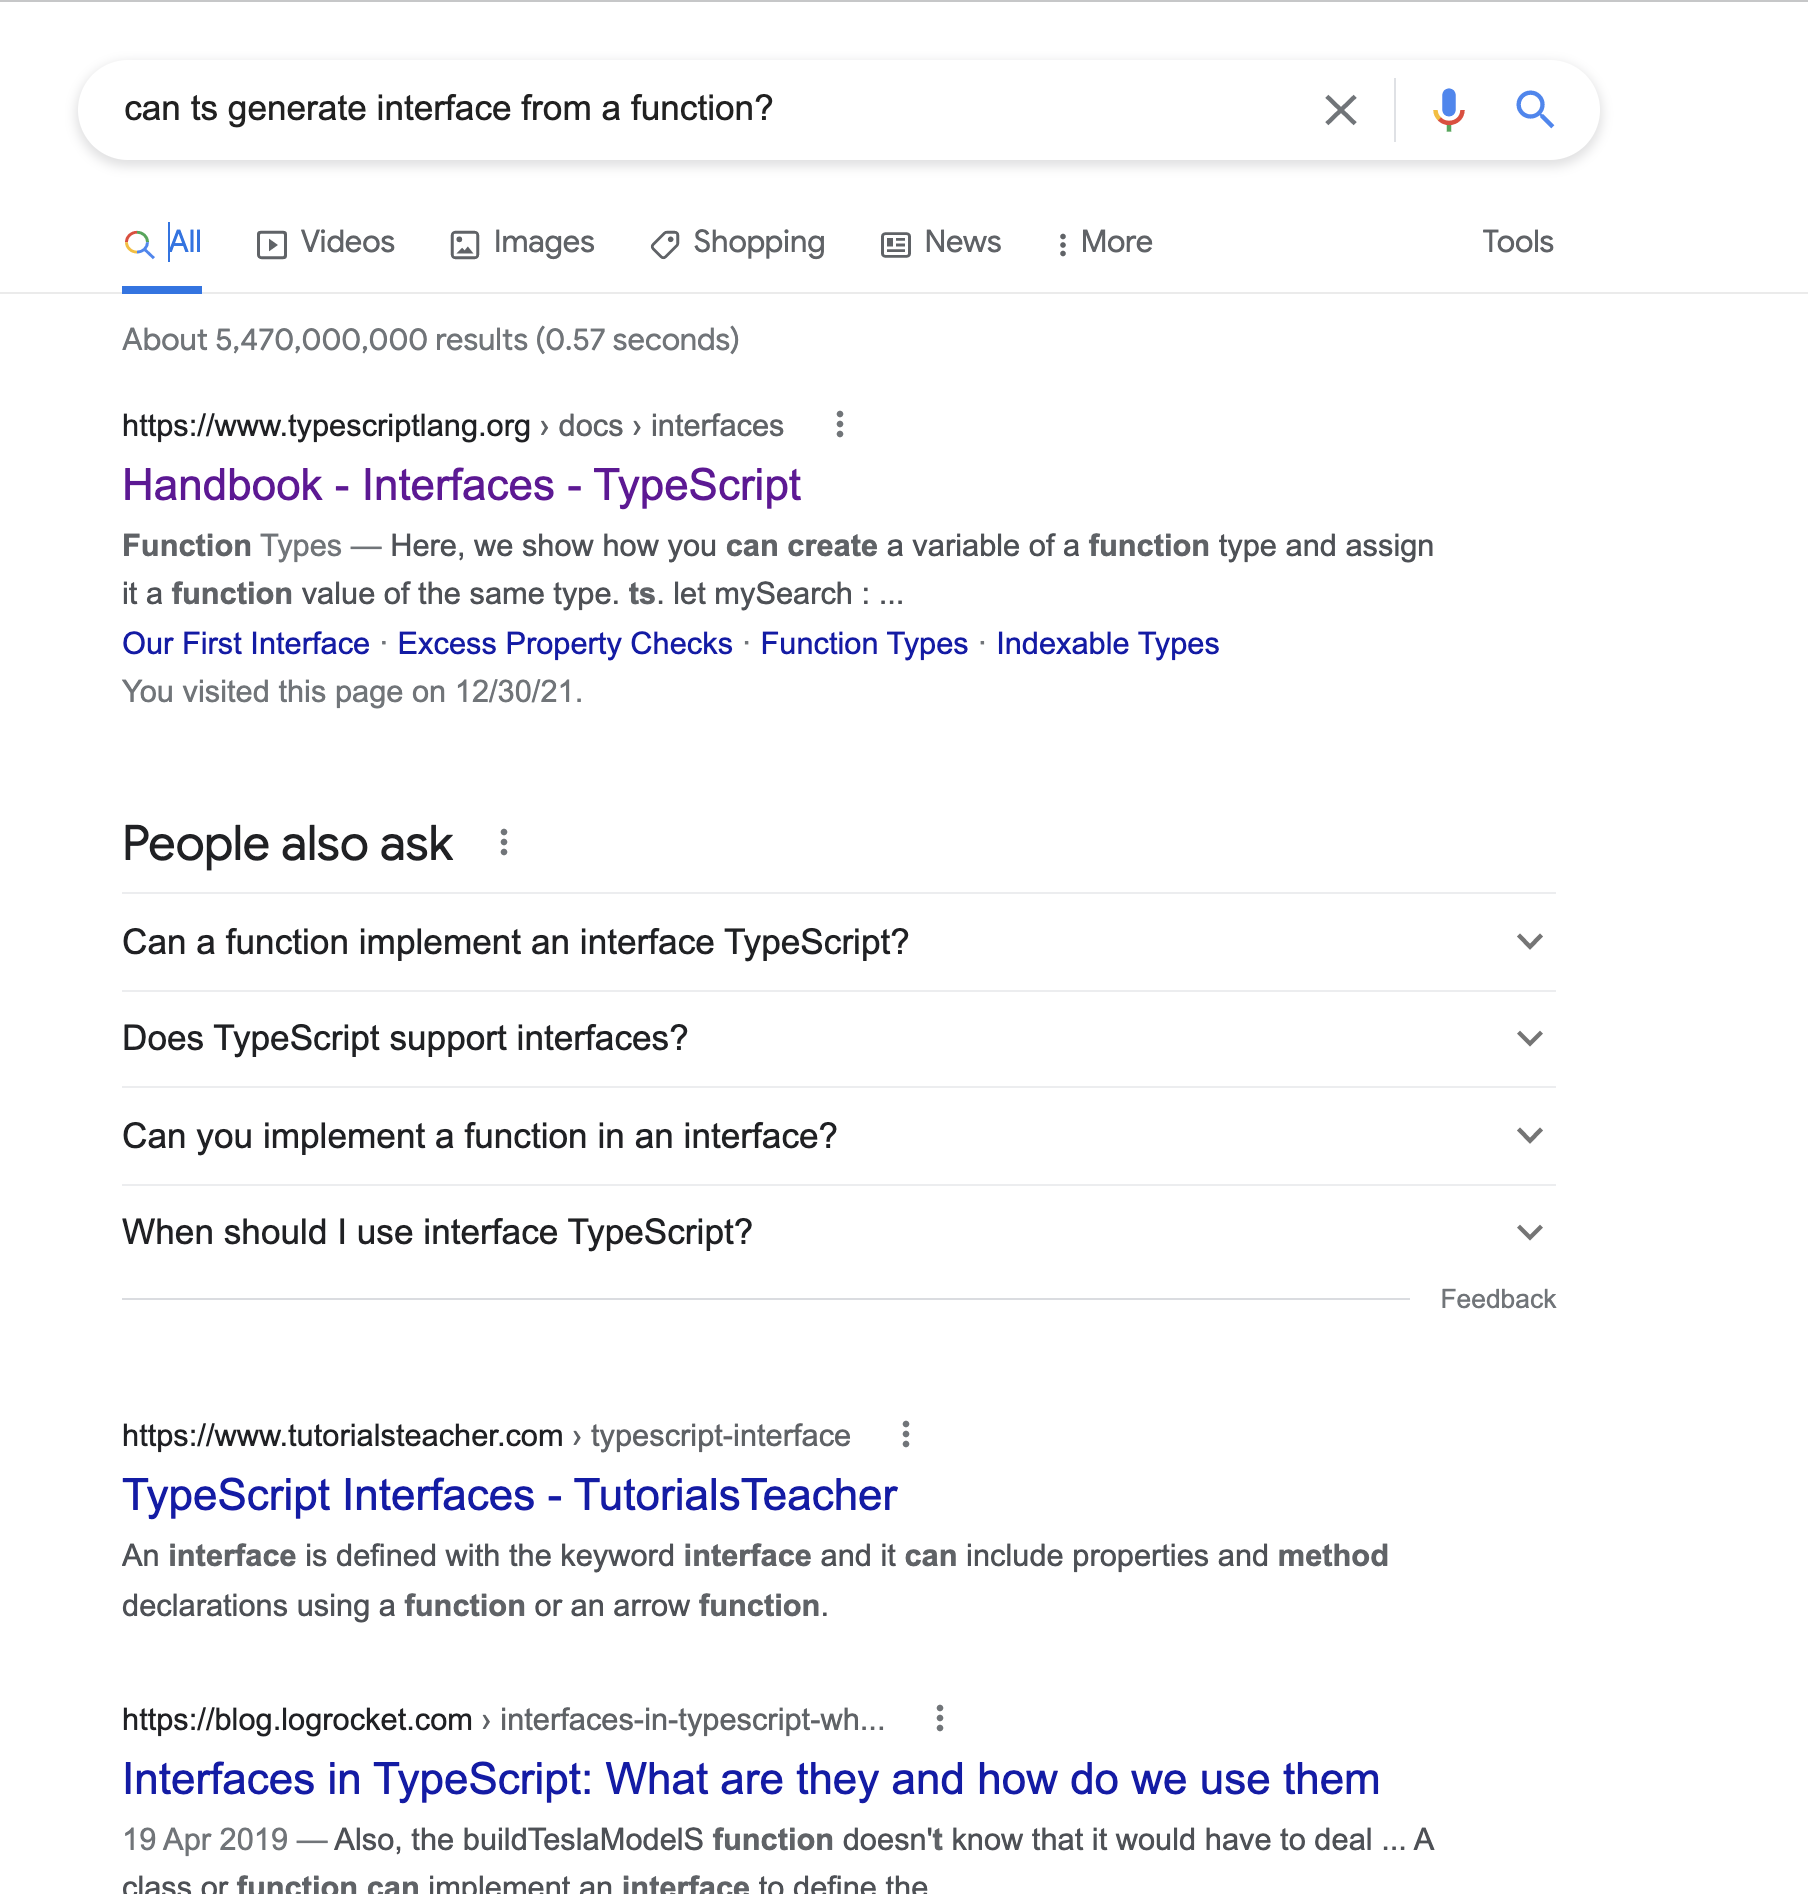 can ts generate interface from a function?
All Videos Images Shopping News More Tools
About 5,470,000,000 results (0.57 seconds)
https://www.typescriptlang.org › docs › interfaces
Handbook - Interfaces - TypeScript
Function Types — Here, we show how you can create a variable of a function type and assign
it a function value of the same type. ts. let mySearch : ...
Our First Interface · Excess Property Checks · Function Types · Indexable Types
You visited this page on 12/30/21.
People also ask
Can a function implement an interface TypeScript?
Does TypeScript support interfaces?
Can you implement a function in an interface?
When should I use interface TypeScript?
Feedback
https://www.tutorialsteacher.com › typescript-interface
TypeScript Interfaces - TutorialsTeacher
An interface is defined with the keyword interface and it can include properties and method
declarations using a function or an arrow function.
https://blog.logrocket.com › interfaces-in-typescript-wh...
Interfaces in TypeScript: What are they and how do we use them
19 Apr 2019 — Also, the buildTeslaModelS function doesn't know that it would have to deal ... A
class or function can implement an interface to define the